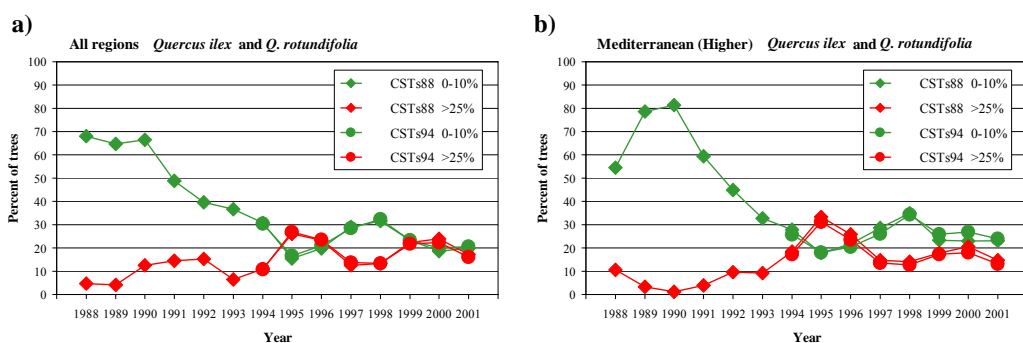 a)
All regions Quercus ilex and Q. rotundifolia
Percent of trees
100
90
80
70
60
50
40
30
20
10
0
CSTs88 0-10%
CSTs88 >25%
CSTs94 0-10%
CSTs94 >25%
1988 1989 1990 1991 1992 1993 1994 1995 1996 1997 1998 1999 2000 2001
Year
b)
Mediterranean (Higher) Quercus ilex and Q. rotundifolia
Percent of trees
100
90
80
70
60
50
40
30
20
10
0
CSTs88 0-10%
CSTs88 >25%
CSTs94 0-10%
CSTs94 >25%
1988 1989 1990 1991 1992 1993 1994 1995 1996 1997 1998 1999 2000 2001
Year